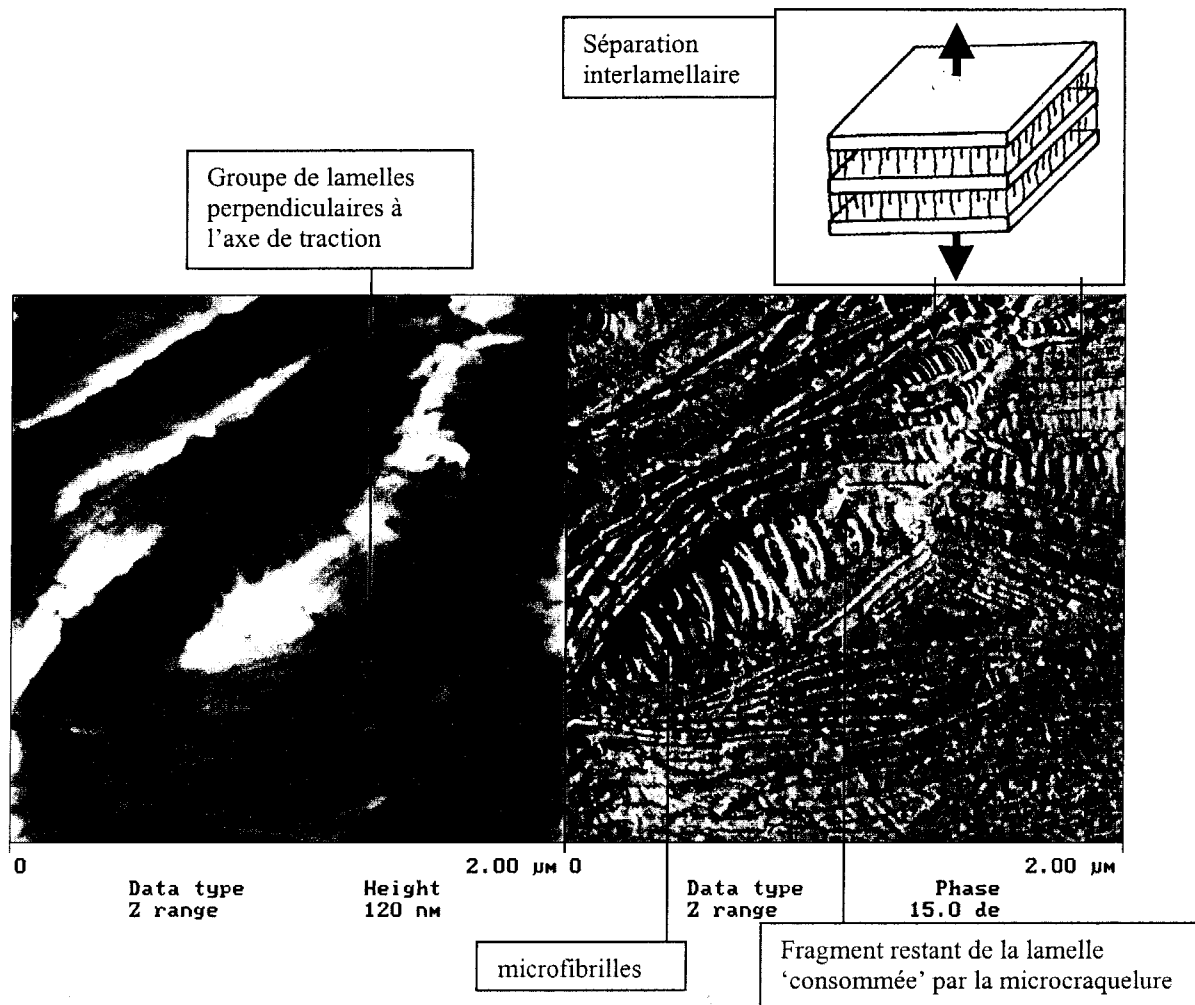 Séparation
interlamellaire
Groupe de lamelles
perpendiculaires à
l'axe de traction
0 2.00 µm 0 2.00 µm
Data type Height Data type Phase
Z range 120 nm Z range 15.0 de
microfibrilles
Fragment restant de la lamelle
'consommée' par la microcraquelure